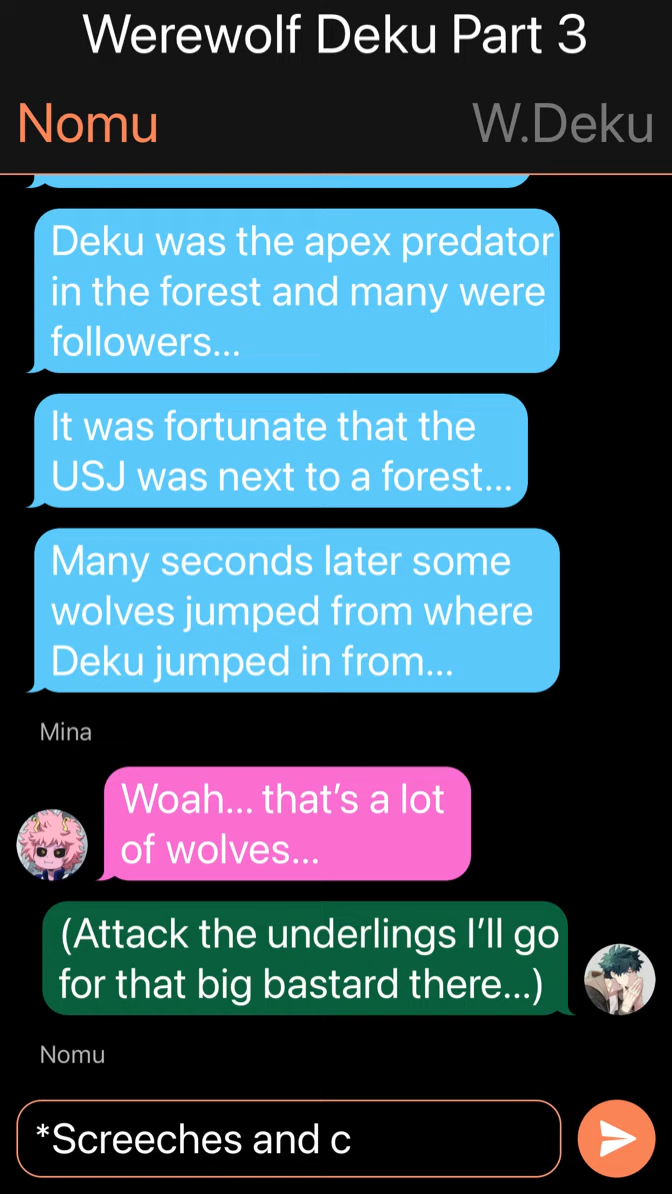 Werewolf Deku Part 3
Nomu
W.Deku
Deku was the apex predator
in the forest and many were
followers...
It was fortunate that the
USJ was next to a forest...
Many seconds later some
wolves jumped from where
Deku jumped in from...
Mina
Woah... that’s a lot
of wolves...
(Attack the underlings I’ll go
for that big bastard there...)
Nomu
*Screeches and c